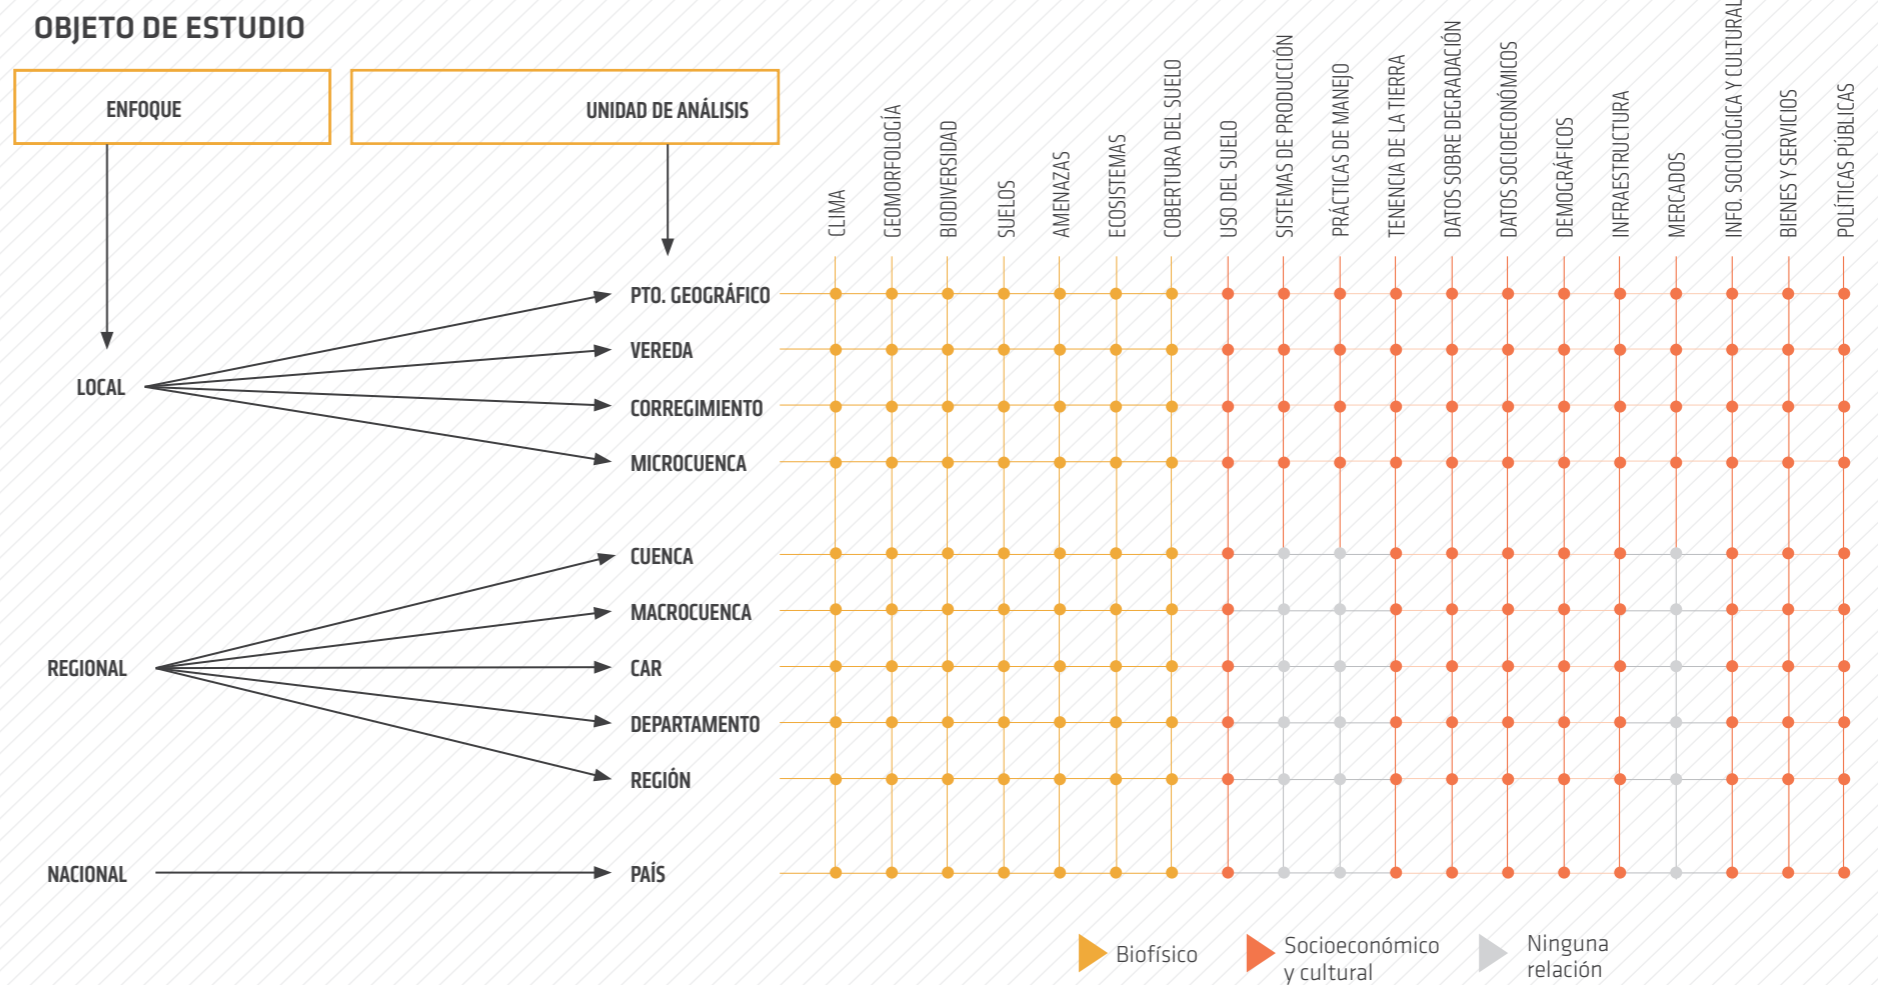 OBJETO DE ESTUDIO
ENFOQUE
UNIDAD DE ANÁLISIS
CLIMA
GEOMORFOLOGÍA
BIODIVERSIDAD
SUELOS
AMENAZAS
ECOSISTEMAS
COBERTURA DEL SUELO
USO DEL SUELO
SISTEMAS DE PRODUCCIÓN
PRÁCTICAS DE MANEJO
TENENCIA DE LA TIERRA
DATOS SOBRE DEGRADACIÓN
DATOS SOCIOECONÓMICOS
DEMOGRÁFICOS
INFRAESTRUCTURA
MERCADOS
INFO. SOCIOLÓGICA Y CULTURAL
BIENES Y SERVICIOS
POLÍTICAS PÚBLICAS
LOCAL
PTO. GEOGRÁFICO
VEREDA
CORREGIMIENTO
MICROCUENCA
REGIONAL
CUENCA
MACROCUENCA
CAR
DEPARTAMENTO
REGIÓN
NACIONAL
PAÍS
Biofísico
Socioeconómico
y cultural
Ninguna
relación